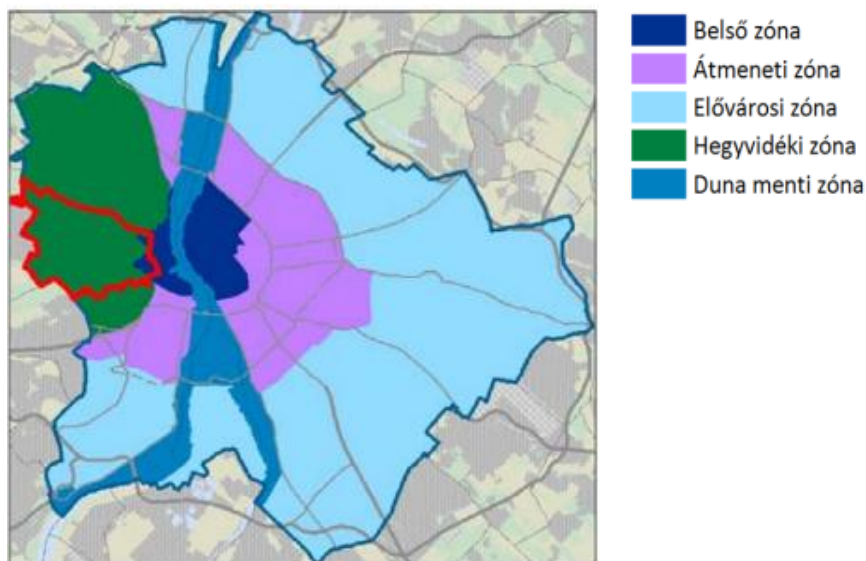 Belső zóna
Átmeneti zóna
Elővárosi zóna
Hegyvidéki zóna
Duna menti zóna